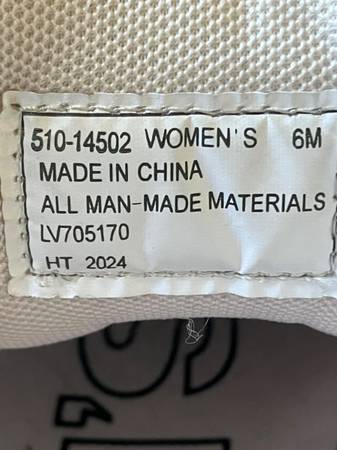 510-14502 WOMEN'S 6M
MADE IN CHINA
ALL MAN-MADE MATERIALS
LV705170
HT 2024